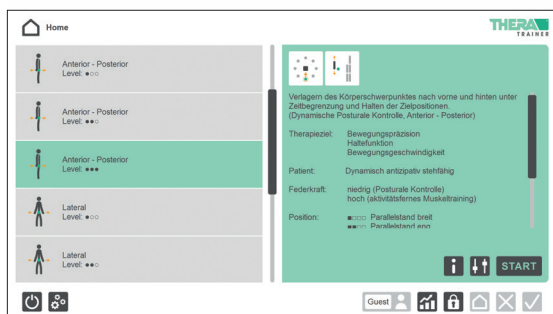 Home
THERA
TRAINER
Anterior - Posterior
Level:
Anterior - Posterior
Level:
Anterior - Posterior
Level:
Lateral
Level:
Lateral
Level:
Verlagern des Körperschwerpunktes nach vorne und hinten unter
Zeitbegrenzung und Halten der Zielpositionen.
(Dynamische Posturale Kontrolle, Anterior - Posterior)
Therapieziel: Bewegungspräzision
Haltefunktion
Bewegungsgeschwindigkeit
Patient: Dynamisch antizipativ stehfähig
Federkraft: niedrig (Posturale Kontrolle)
hoch (aktivitätsfernes Muskeltraining)
Position: Parallelstand breit
Parallelstand eng
START
Guest